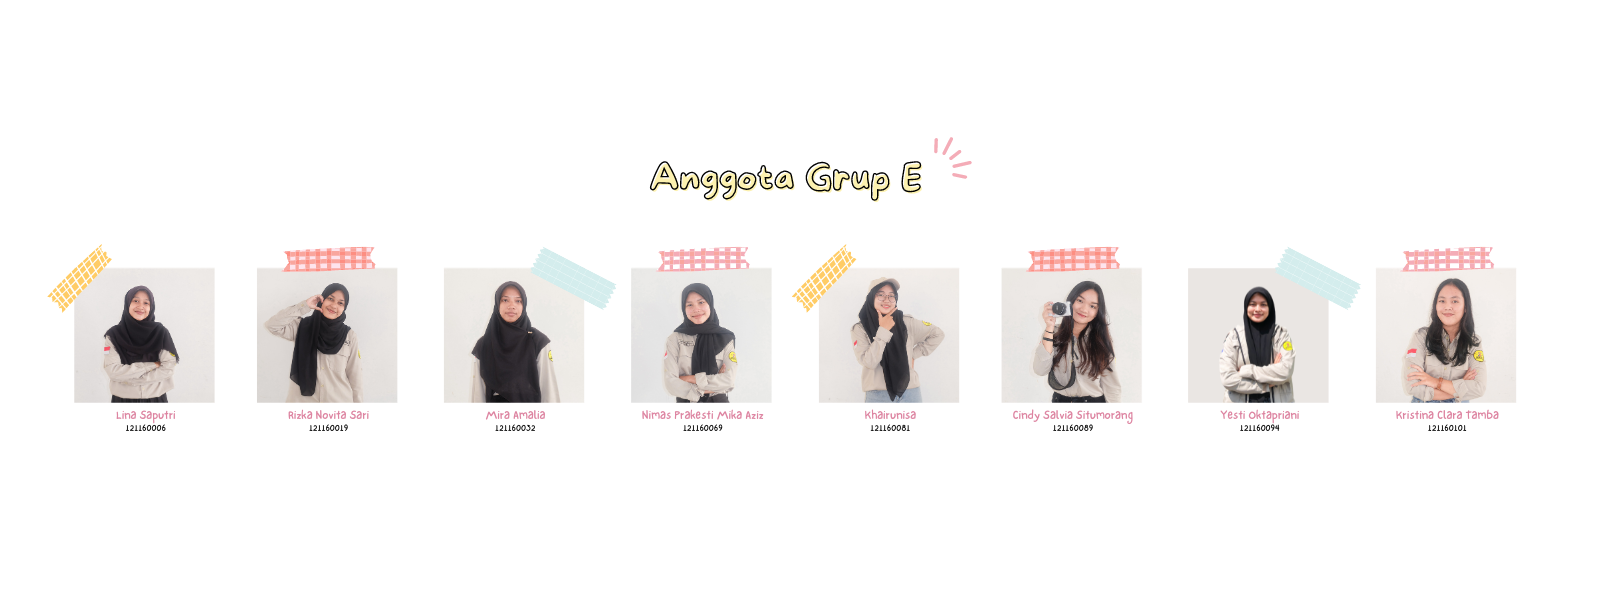 Anggota Grup E
Lina Saputri
121160006
Rizka Novita Sari
121160019
Mira Amalia
121160032
Nimas Prakesti Mika Aziz
121160069
Khairunisa
121160081
Cindy Salvia Situmorang
121160089
Yesti Oktapriani
121160094
Kristina Clara Tamba
121160101